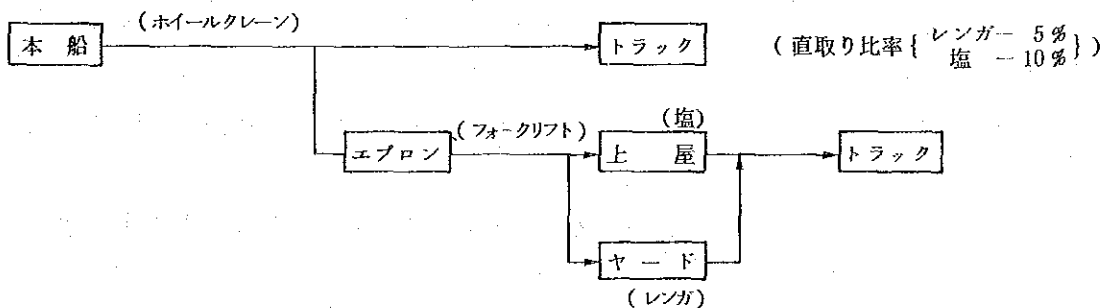 (ホイールクレーン)
本 船
トラック
(直取り比率{レンガ― 5%
塩 ― 10%})
(フォークリフト)
(塩)
エプロン
上 屋
トラック
ヤード
(レンガ)